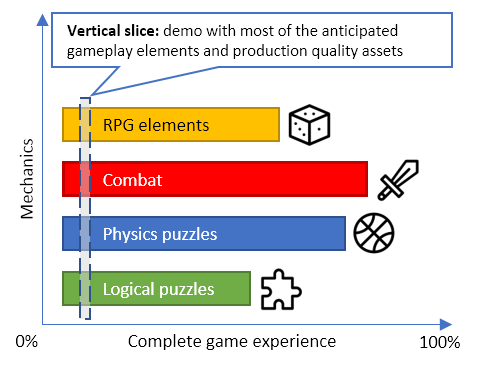 Vertical slice: demo with most of the anticipated
gameplay elements and production quality assets
RPG elements
Combat
Physics puzzles
Logical puzzles
Mechanics
0%
Complete game experience
100%